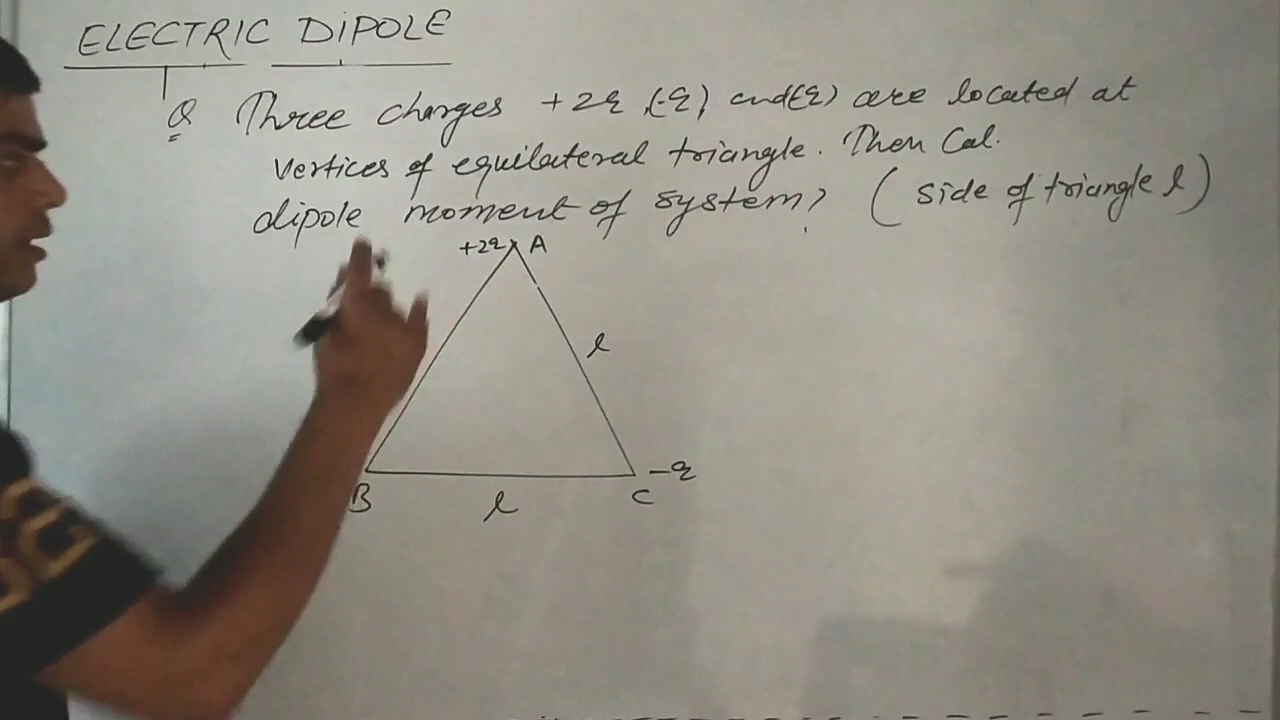 ELECTRIC DIPOLE
Q Three charges +2q, (-q), and (q) are located at
vertices of equilateral triangle. Then Cal.
dipole moment of system? ( side of triangle l )
+2q A
l
B l C -q